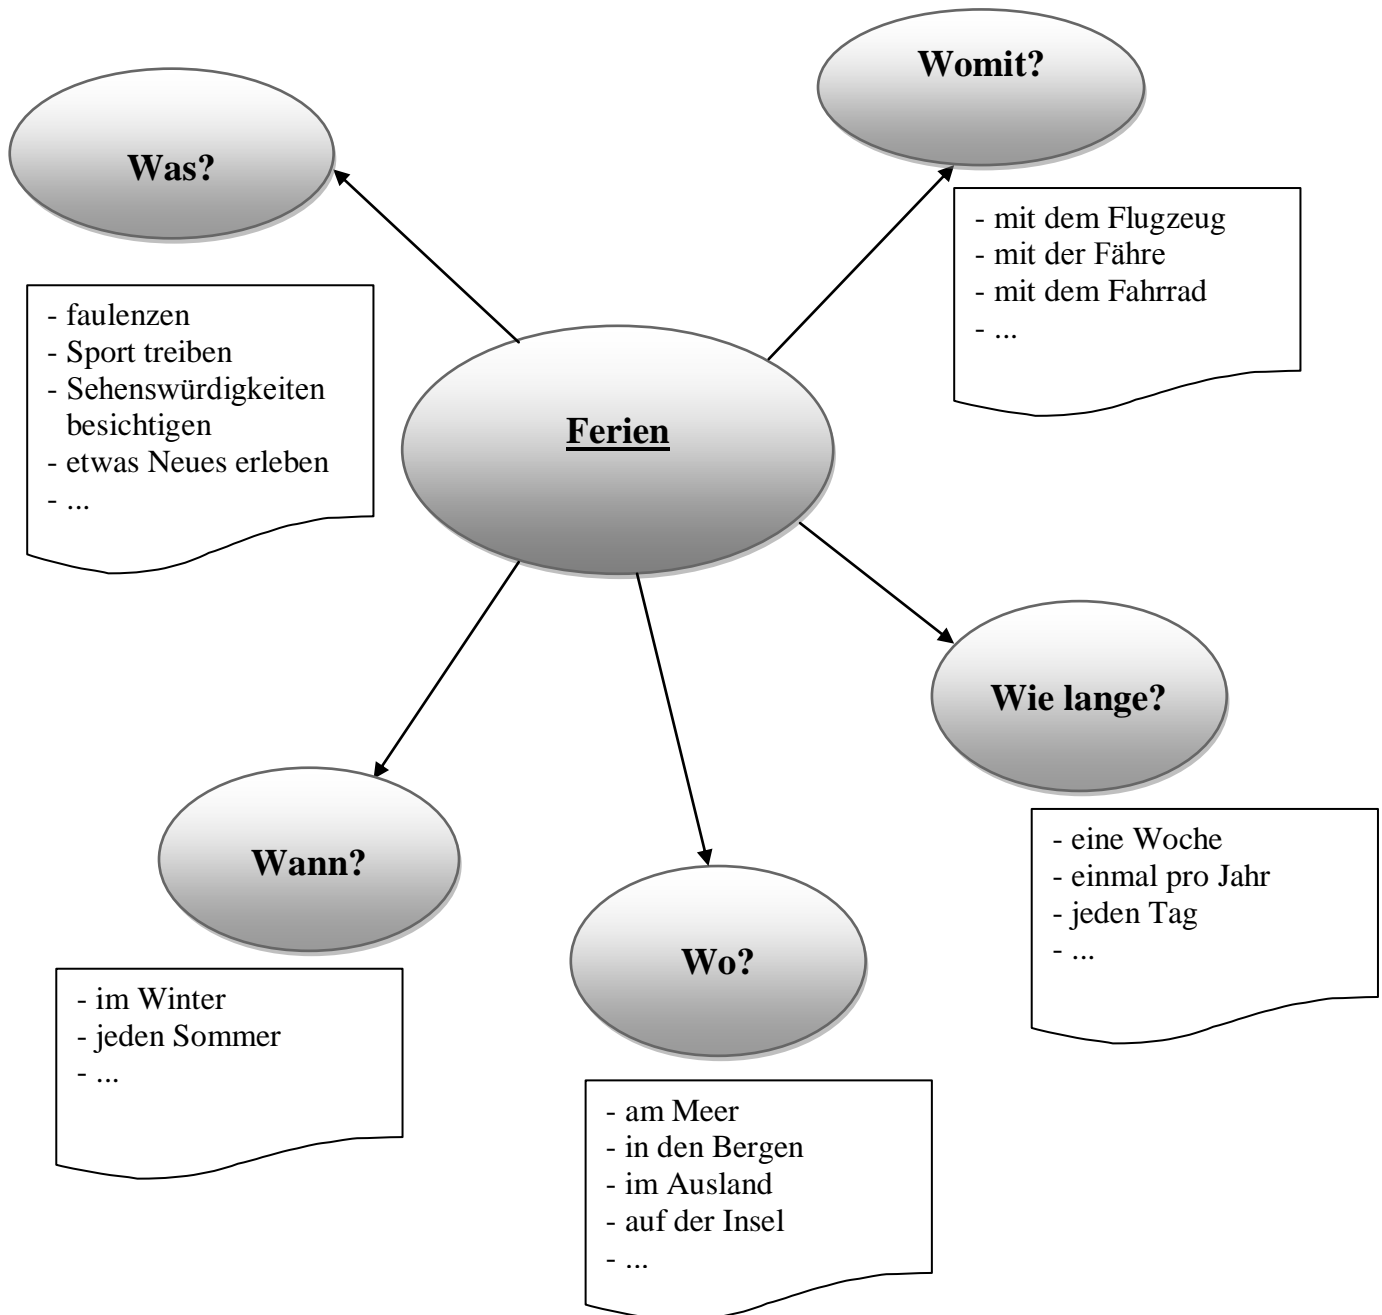 Womit?
- mit dem Flugzeug
- mit der Fähre
- mit dem Fahrrad
- ...
Was?
- faulenzen
- Sport treiben
- Sehenswürdigkeiten
besichtigen
- etwas Neues erleben
- ...
Ferien
Wie lange?
- eine Woche
- einmal pro Jahr
- jeden Tag
- ...
Wann?
- im Winter
- jeden Sommer
- ...
Wo?
- am Meer
- in den Bergen
- im Ausland
- auf der Insel
- ...